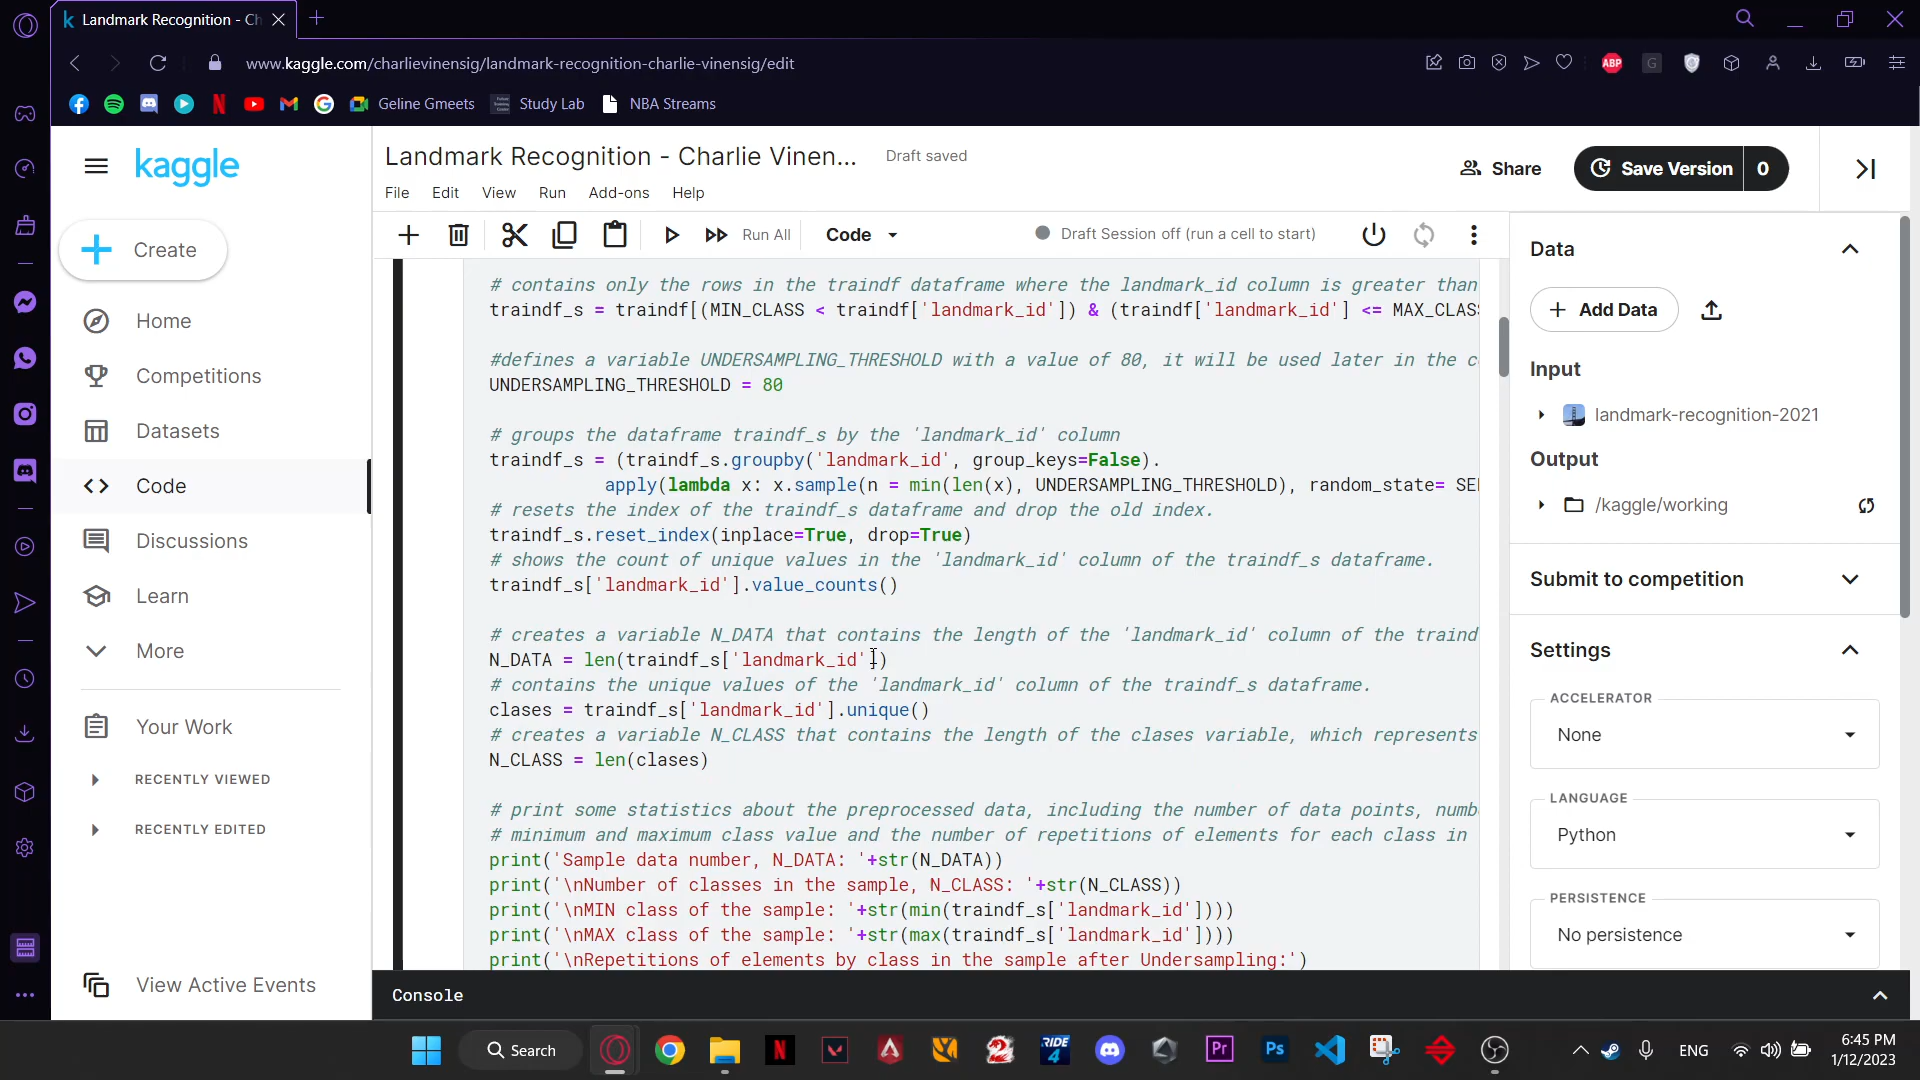 Landmark Recognition - Ch
www.kaggle.com/charlievinensig/landmark-recognition-charlie-vinensig/edit
ABP
G
Geline Gmeets
Study Lab
NBA Streams
kaggle
Landmark Recognition - Charlie Vinen...
Draft saved
File Edit View Run Add-ons Help
Share
Save Version 0
Run All
Code
Draft Session off (run a cell to start)
Create
Home
Competitions
Datasets
Code
Discussions
Learn
More
Your Work
RECENTLY VIEWED
RECENTLY EDITED
View Active Events
# contains only the rows in the traindf dataframe where the landmark_id column is greater than
traindf_s = traindf[(MIN_CLASS < traindf['landmark_id']) & (traindf['landmark_id'] <= MAX_CLAS
#defines a variable UNDERSAMPLING_THRESHOLD with a value of 80, it will be used later in the c
UNDERSAMPLING_THRESHOLD = 80
# groups the dataframe traindf_s by the 'landmark_id' column
traindf_s = (traindf_s.groupby('landmark_id', group_keys=False).
apply(lambda x: x.sample(n = min(len(x), UNDERSAMPLING_THRESHOLD), random_state= SE
# resets the index of the traindf_s dataframe and drop the old index.
traindf_s.reset_index(inplace=True, drop=True)
# shows the count of unique values in the 'landmark_id' column of the traindf_s dataframe.
traindf_s['landmark_id'].value_counts()
# creates a variable N_DATA that contains the length of the 'landmark_id' column of the traind
N_DATA = len(traindf_s['landmark_id'])
# contains the unique values of the 'landmark_id' column of the traindf_s dataframe.
clases = traindf_s['landmark_id'].unique()
# creates a variable N_CLASS that contains the length of the clases variable, which represents
N_CLASS = len(clases)
# print some statistics about the preprocessed data, including the number of data points, numb
# minimum and maximum class value and the number of repetitions of elements for each class in
print('Sample data number, N_DATA: '+str(N_DATA))
print('\nNumber of classes in the sample, N_CLASS: '+str(N_CLASS))
print('\nMIN class of the sample: '+str(min(traindf_s['landmark_id'])))
print('\nMAX class of the sample: '+str(max(traindf_s['landmark_id'])))
print('\nRepetitions of elements by class in the sample after Undersampling:')
Console
Data
Add Data
Input
landmark-recognition-2021
Output
/kaggle/working
Submit to competition
Settings
ACCELERATOR
None
LANGUAGE
Python
PERSISTENCE
No persistence
Search
RIDE 4
Pr
Ps
ENG
6:45 PM
1/12/2023